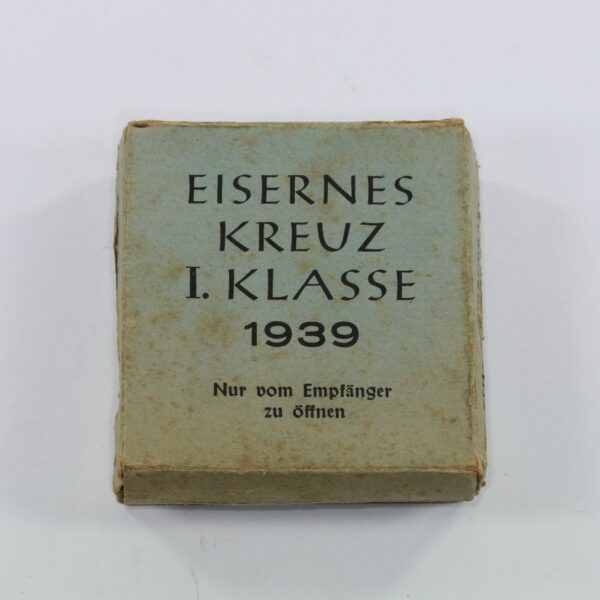 EISERNES
KREUZ
I. KLASSE
1939
Nur vom Empfänger
zu öffnen